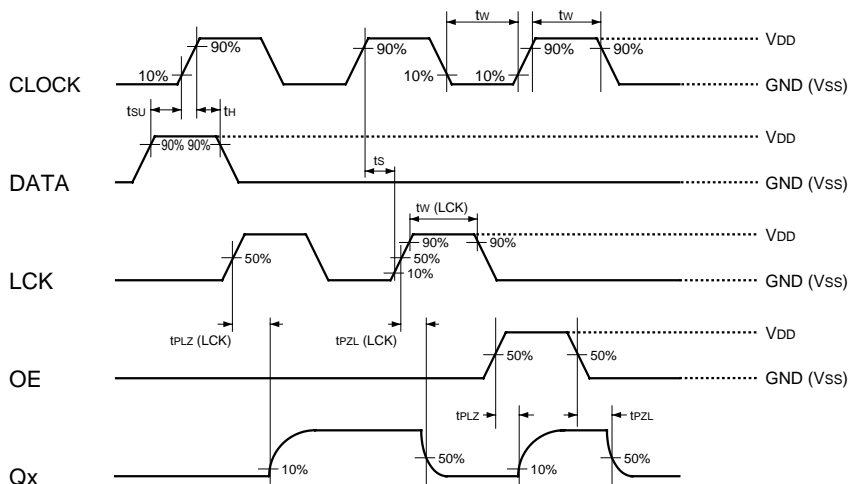 tW tW
90% 90% 90% 90% VDD
CLOCK 10% 10% 10% GND (VSS)
tSU tH
VDD
90% 90%
DATA tS GND (VSS)
tW (LCK)
VDD
90% 90%
50% 50%
LCK 10% GND (VSS)
tPLZ (LCK) tPZL (LCK) VDD
50% 50%
OE GND (VSS)
tPLZ tPZL
10% 50% 10% 50%
Qx